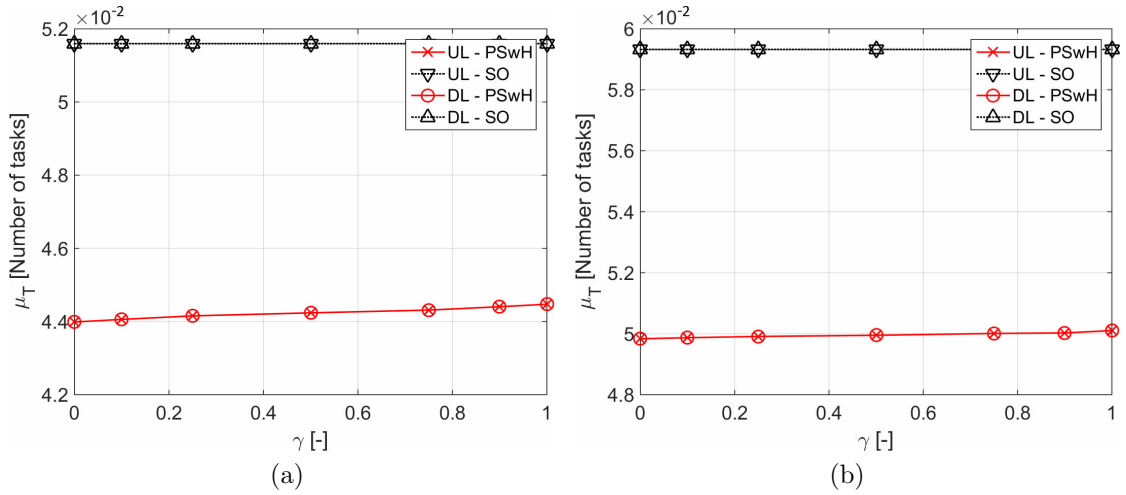 ×10⁻²
5.2
5
4.8
4.6
4.4
4.2
μ_T [Number of tasks]
0 0.2 0.4 0.6 0.8 1
γ [-]
UL - PSwH
UL - SO
DL - PSwH
DL - SO
(a)
×10⁻²
6
5.8
5.6
5.4
5.2
5
4.8
μ_T [Number of tasks]
0 0.2 0.4 0.6 0.8 1
γ [-]
UL - PSwH
UL - SO
DL - PSwH
DL - SO
(b)